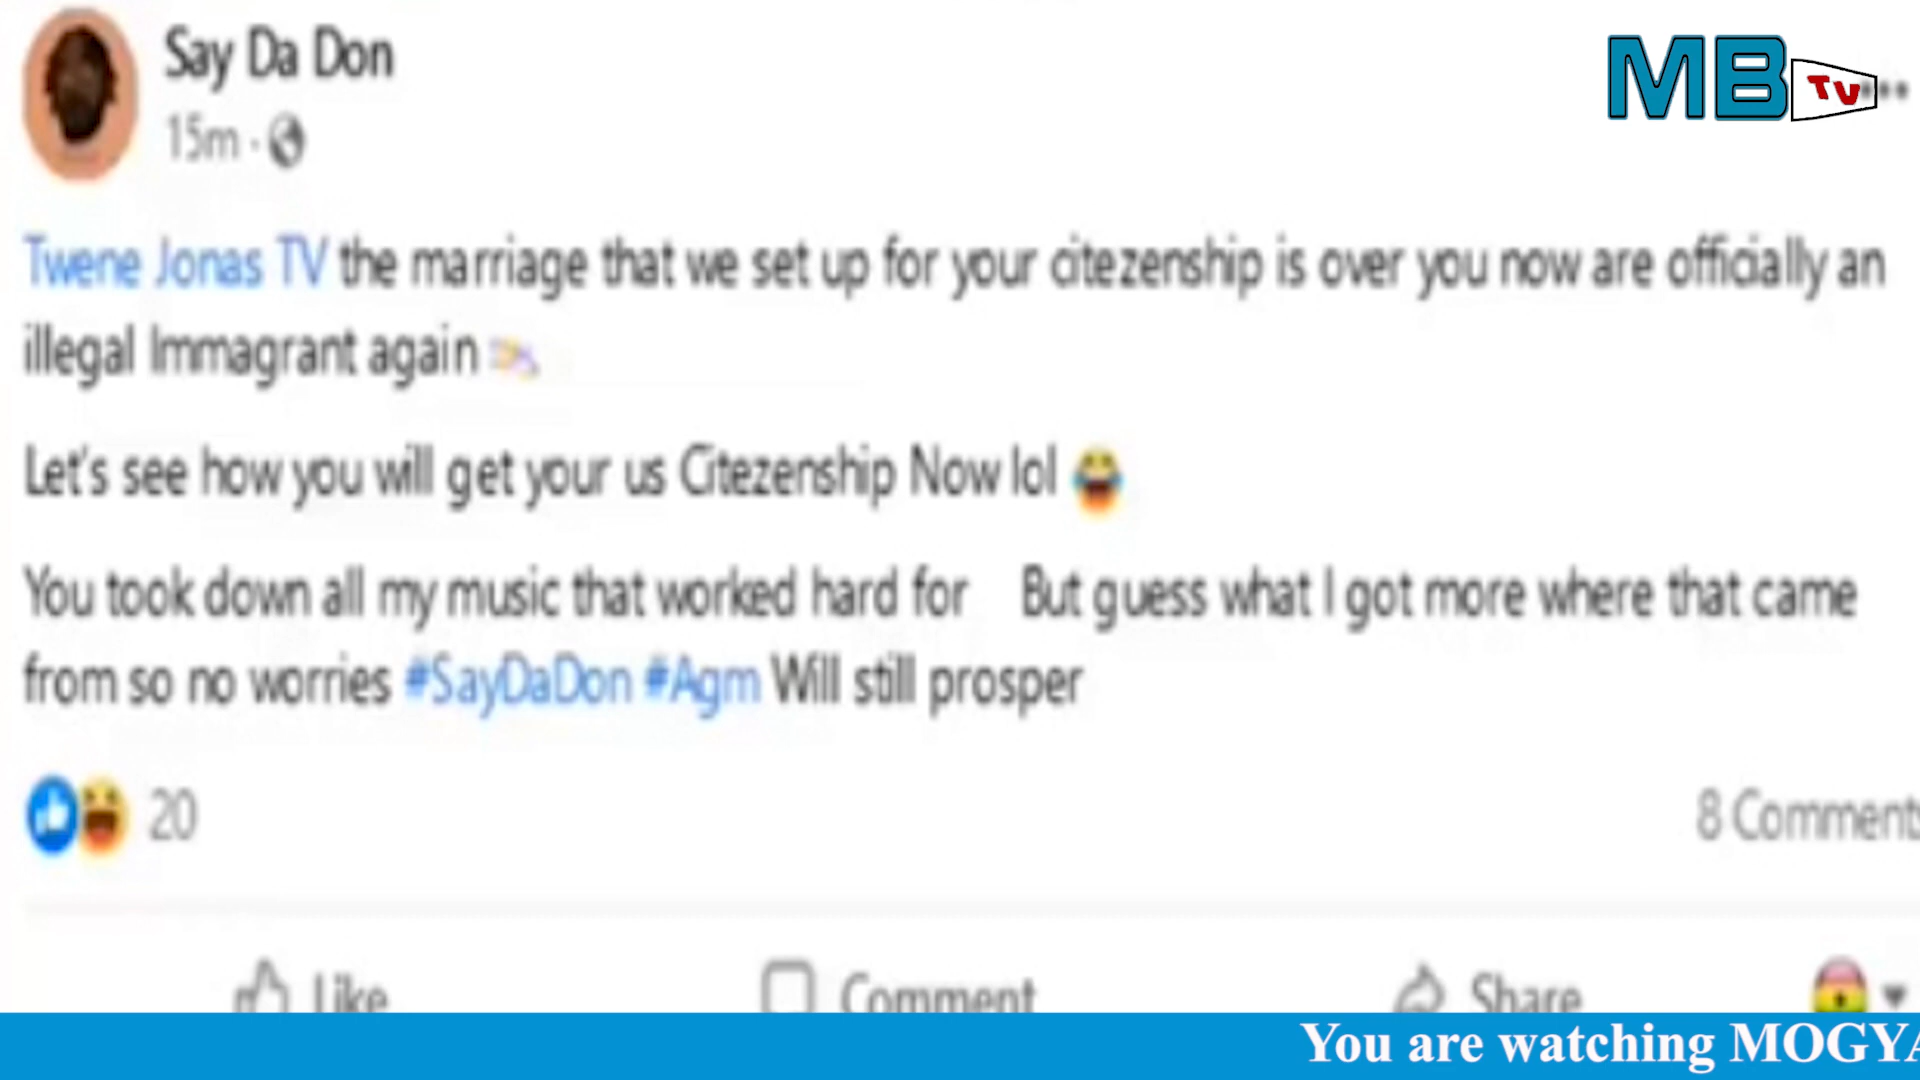 Say Da Don
MB TV
15m ·
Twene Jonas TV the marriage that we set up for your citezenship is over you now are officially an
illegal Immagrant again
Let's see how you will get your us Citezenship Now lol 😂
You took down all my music that worked hard for But guess what I got more where that came
from so no worries #SayDaDon #Agm Will still prosper
20
8 Comments
Like Comment Share
You are watching MOGYA